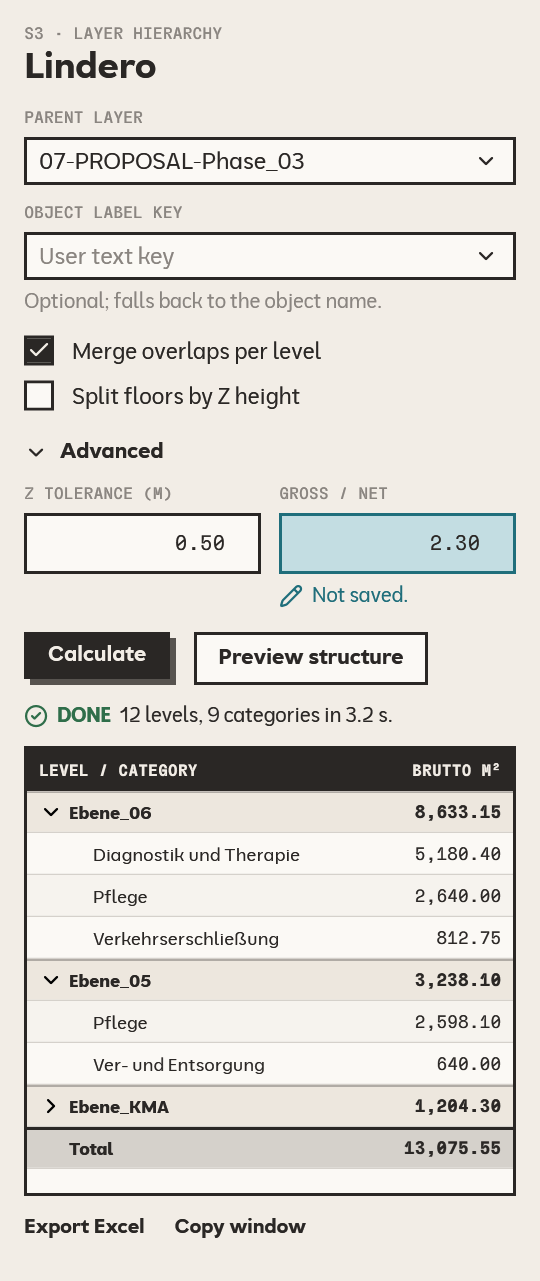 S3 · LAYER HIERARCHY
Lindero
PARENT LAYER
07-PROPOSAL-Phase_03
OBJECT LABEL KEY
User text key
Optional; falls back to the object name.
Merge overlaps per level
Split floors by Z height
Advanced
Z TOLERANCE (M) GROSS / NET
0.50 2.30
Not saved.
Calculate Preview structure
DONE 12 levels, 9 categories in 3.2 s.
LEVEL / CATEGORY BRUTTO M²
Ebene_06 8,633.15
Diagnostik und Therapie 5,180.40
Pflege 2,640.00
Verkehrserschließung 812.75
Ebene_05 3,238.10
Pflege 2,598.10
Ver- und Entsorgung 640.00
Ebene_KMA 1,204.30
Total 13,075.55
Export Excel Copy window